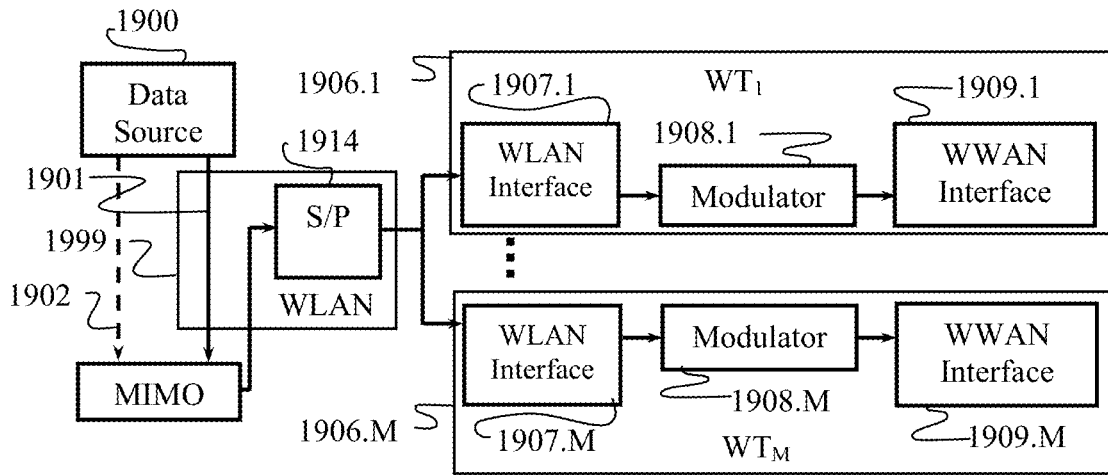 1900
Data
Source
1901
1999
1902
MIMO
1914
S/P
WLAN
1906.1
WT1
1907.1
WLAN
Interface
1908.1
Modulator
1909.1
WWAN
Interface
1906.M
WLAN
Interface
1907.M
Modulator
1908.M
WWAN
Interface
1909.M
WTM